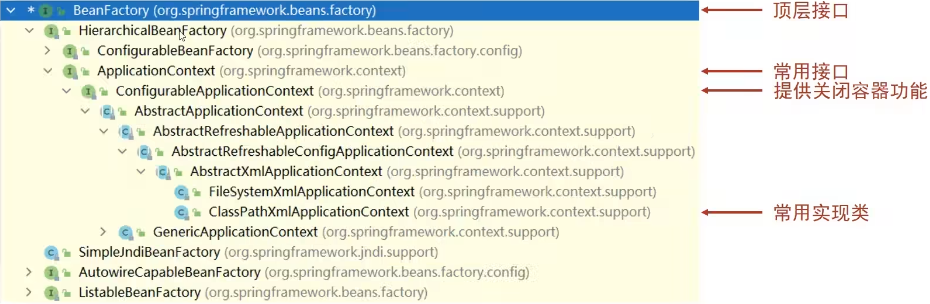 BeanFactory (org.springframework.beans.factory) 顶层接口
HierarchicalBeanFactory (org.springframework.beans.factory)
ConfigurableBeanFactory (org.springframework.beans.factory.config)
ApplicationContext (org.springframework.context) 常用接口
ConfigurableApplicationContext (org.springframework.context) 提供关闭容器功能
AbstractApplicationContext (org.springframework.context.support)
AbstractRefreshableApplicationContext (org.springframework.context.support)
AbstractRefreshableConfigApplicationContext (org.springframework.context.support)
AbstractXmlApplicationContext (org.springframework.context.support)
FileSystemXmlApplicationContext (org.springframework.context.support)
ClassPathXmlApplicationContext (org.springframework.context.support) 常用实现类
GenericApplicationContext (org.springframework.context.support)
SimpleJndiBeanFactory (org.springframework.jndi.support)
AutowireCapableBeanFactory (org.springframework.beans.factory.config)
ListableBeanFactory (org.springframework.beans.factory)